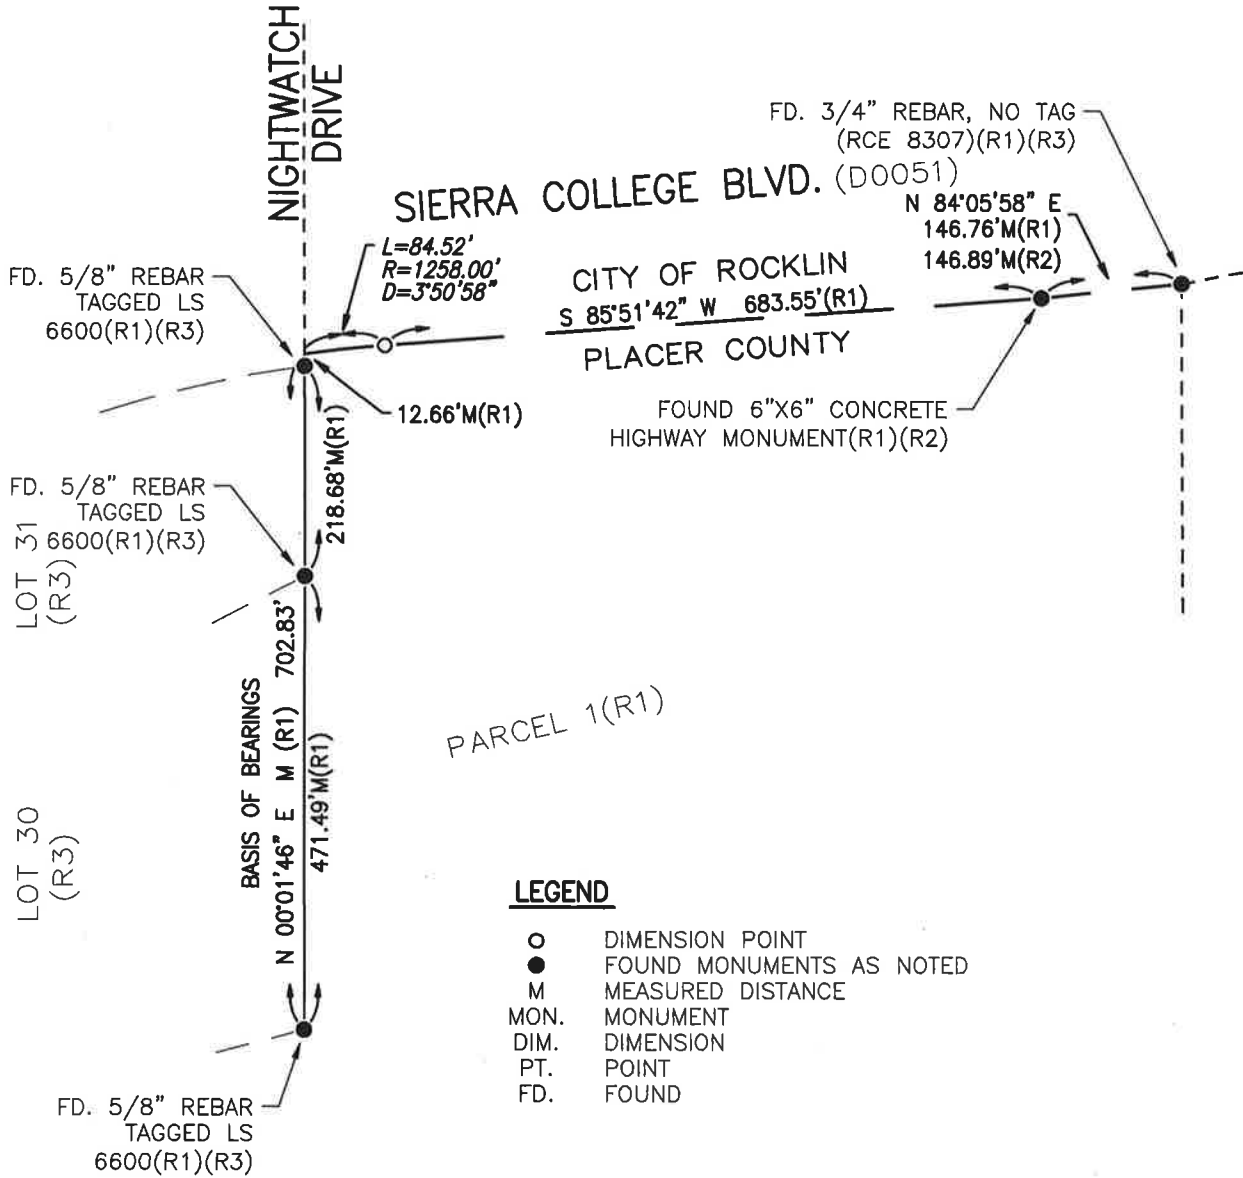 NIGHTWATCH
DRIVE
FD. 3/4" REBAR, NO TAG
(RCE 8307)(R1)(R3)
SIERRA COLLEGE BLVD. (D0051)
N 84°05'58" E
146.76'M(R1)
146.89'M(R2)
L=84.52'
R=1258.00'
D=3°50'58"
FD. 5/8" REBAR
TAGGED LS
6600(R1)(R3)
CITY OF ROCKLIN
S 85°51'42" W 683.55'(R1)
PLACER COUNTY
12.66'M(R1)
FOUND 6"X6" CONCRETE
HIGHWAY MONUMENT(R1)(R2)
218.68'M(R1)
FD. 5/8" REBAR
TAGGED LS
6600(R1)(R3)
LOT 31
(R3)
BASIS OF BEARINGS
N 00°01'46" E M (R1) 702.83'
471.49'M(R1)
PARCEL 1(R1)
LOT 30
(R3)
LEGEND
DIMENSION POINT
FOUND MONUMENTS AS NOTED
M MEASURED DISTANCE
MON. MONUMENT
DIM. DIMENSION
PT. POINT
FD. FOUND
FD. 5/8" REBAR
TAGGED LS
6600(R1)(R3)